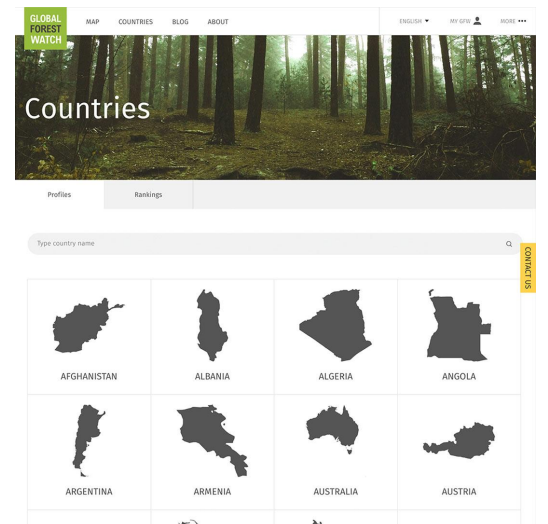 GLOBAL
FOREST
WATCH
MAP COUNTRIES BLOG ABOUT ENGLISH MY GFW MORE
Countries
Profiles Rankings
Type country name
CONTACT US
AFGHANISTAN ALBANIA ALGERIA ANGOLA
ARGENTINA ARMENIA AUSTRALIA AUSTRIA